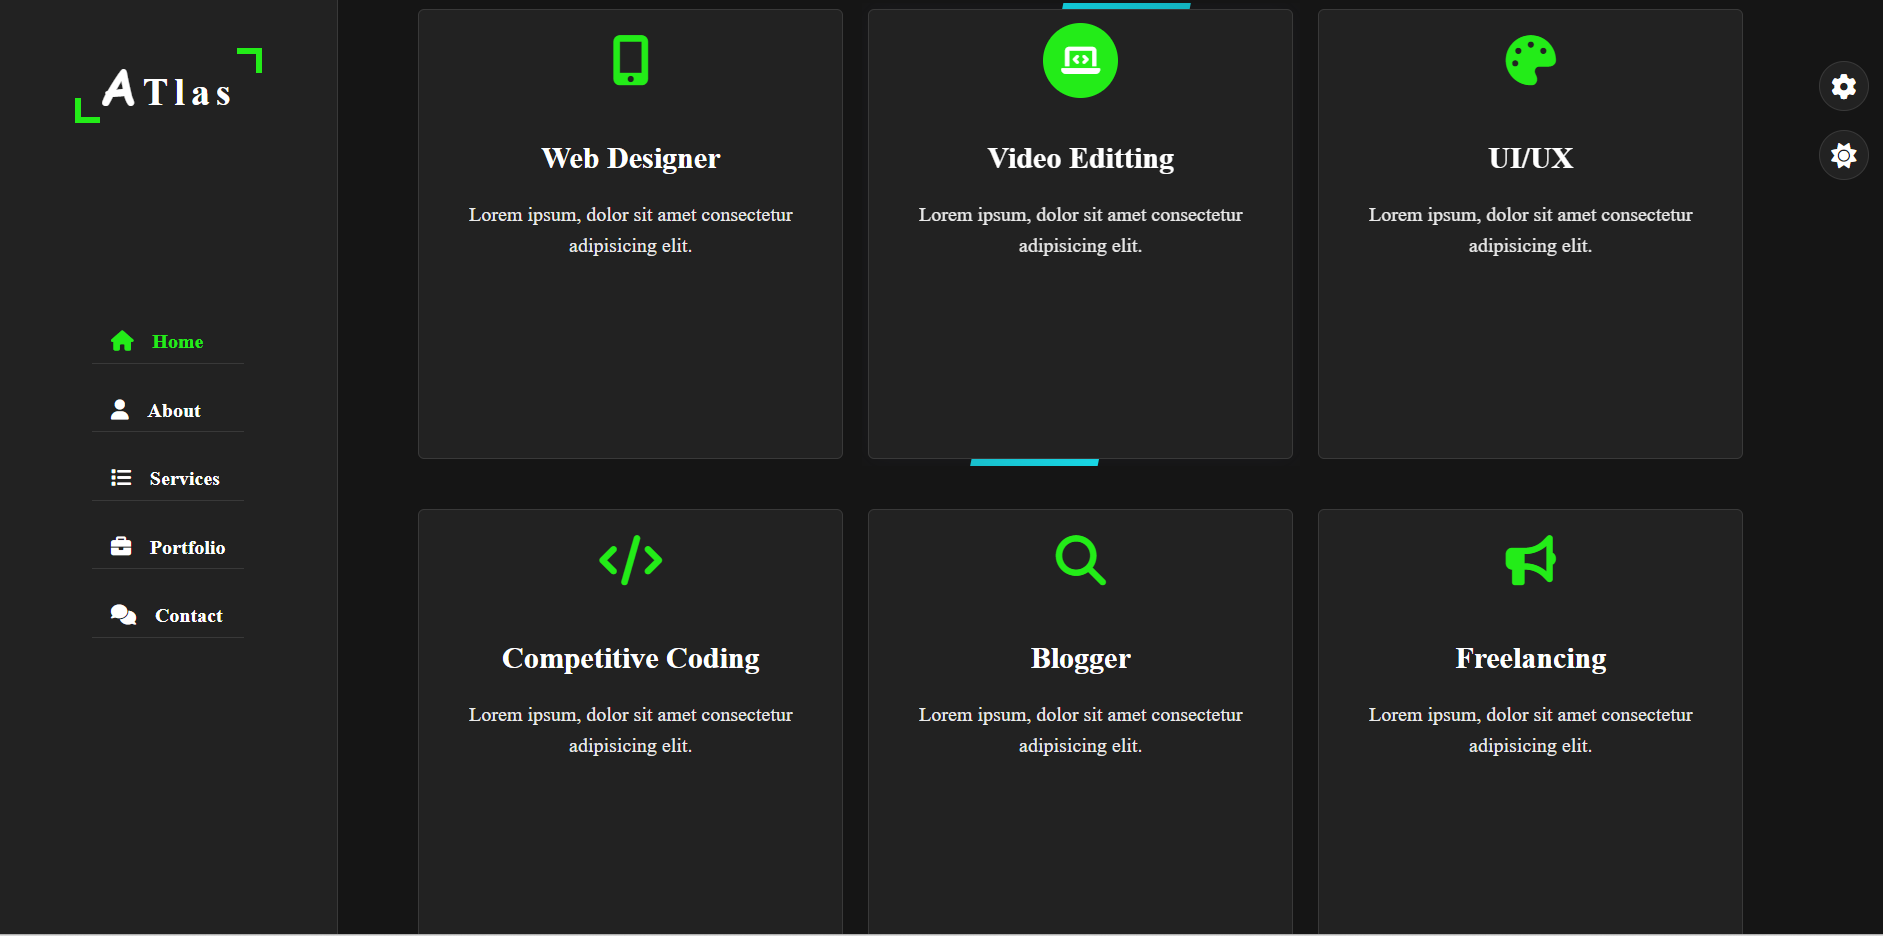 ATlas
Home
About
Services
Portfolio
Contact
Web Designer
Lorem ipsum, dolor sit amet consectetur
adipisicing elit.
Video Editting
Lorem ipsum, dolor sit amet consectetur
adipisicing elit.
UI/UX
Lorem ipsum, dolor sit amet consectetur
adipisicing elit.
Competitive Coding
Lorem ipsum, dolor sit amet consectetur
adipisicing elit.
Blogger
Lorem ipsum, dolor sit amet consectetur
adipisicing elit.
Freelancing
Lorem ipsum, dolor sit amet consectetur
adipisicing elit.